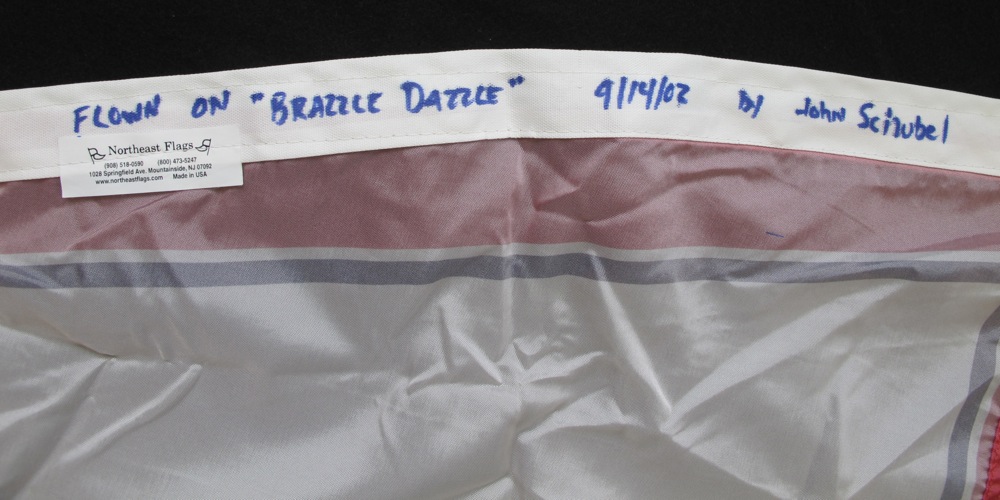 FLOWN ON "BRAZZLE DAZZLE" 9/14/02 BY JOHN Scirubel
Northeast Flags
(908) 518-0590 (800) 473-5247
1028 Springfield Ave. Mountainside, NJ 07092
www.northeastflags.com Made in USA